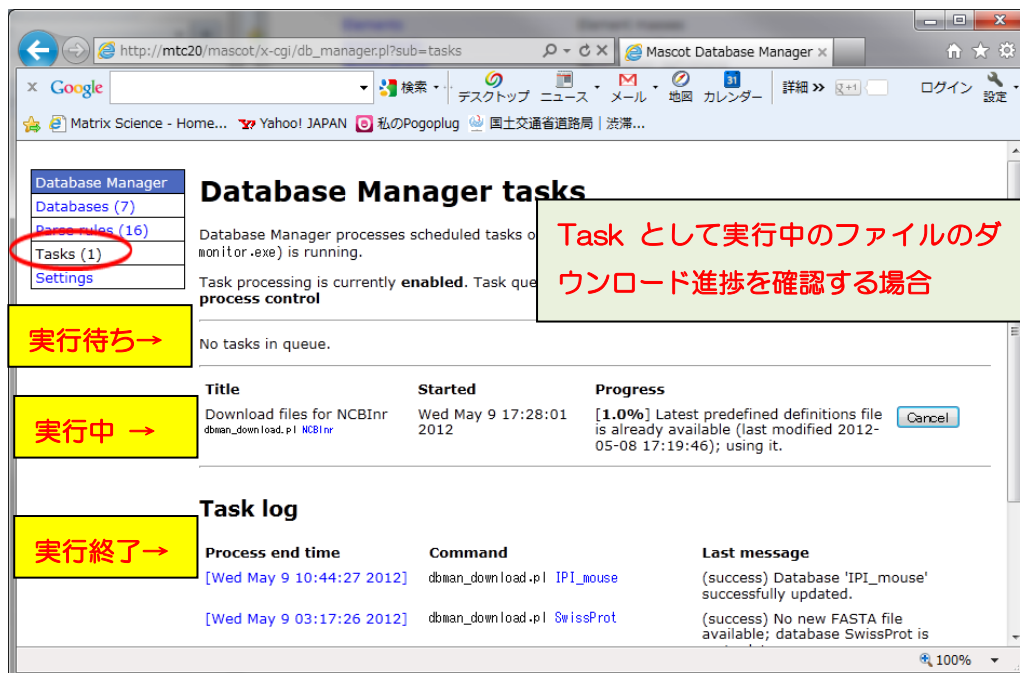 http://mtc20/mascot/x-cgi/db_manager.pl?sub=tasks
Mascot Database Manager ×
× Google
検索
デスクトップ
ニュース
メール
地図
31
カレンダー
詳細 »
+1
ログイン
設定
Matrix Science - Home...
Yahoo! JAPAN
私のPogoplug
国土交通省道路局 | 渋滞...
Database Manager
Databases (7)
Parse rules (16)
Tasks (1)
Settings
Database Manager tasks
Database Manager processes scheduled tasks o
monitor.exe) is running.
Task processing is currently enabled. Task que
process control
Task として実行中のファイルのダ
ウンロード進捗を確認する場合
実行待ち→
No tasks in queue.
Title Started Progress
実行中 →
Download files for NCBInr
dbman_download.pl NCBInr
Wed May 9 17:28:01
2012
[1.0%] Latest predefined definitions file
is already available (last modified 2012-
05-08 17:19:46); using it.
Cancel
Task log
実行終了→
Process end time Command Last message
[Wed May 9 10:44:27 2012] dbman_download.pl IPI_mouse (success) Database 'IPI_mouse'
successfully updated.
[Wed May 9 03:17:26 2012] dbman_download.pl SwissProt (success) No new FASTA file
available; database SwissProt is
100%